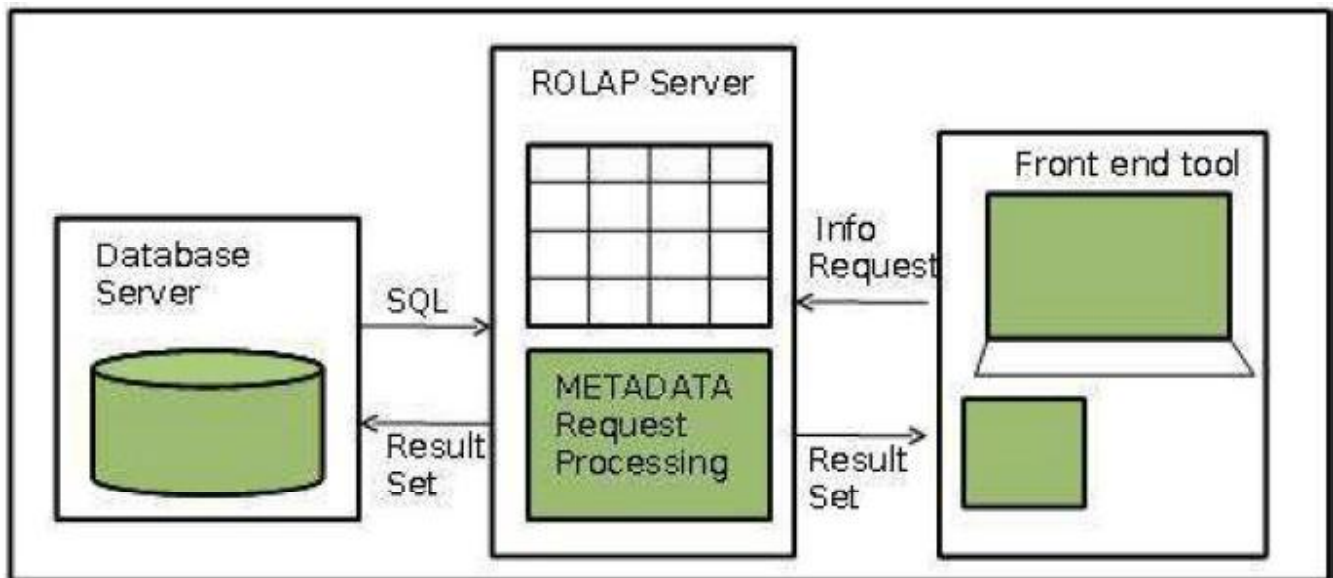 ROLAP Server
Front end tool
Database
Server
SQL
Info
Request
METADATA
Request
Processing
Result
Set
Result
Set